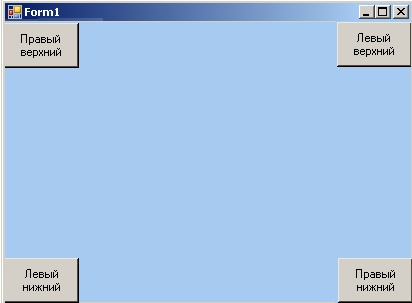 Form1
Правый
верхний
Левый
верхний
Левый
нижний
Правый
нижний